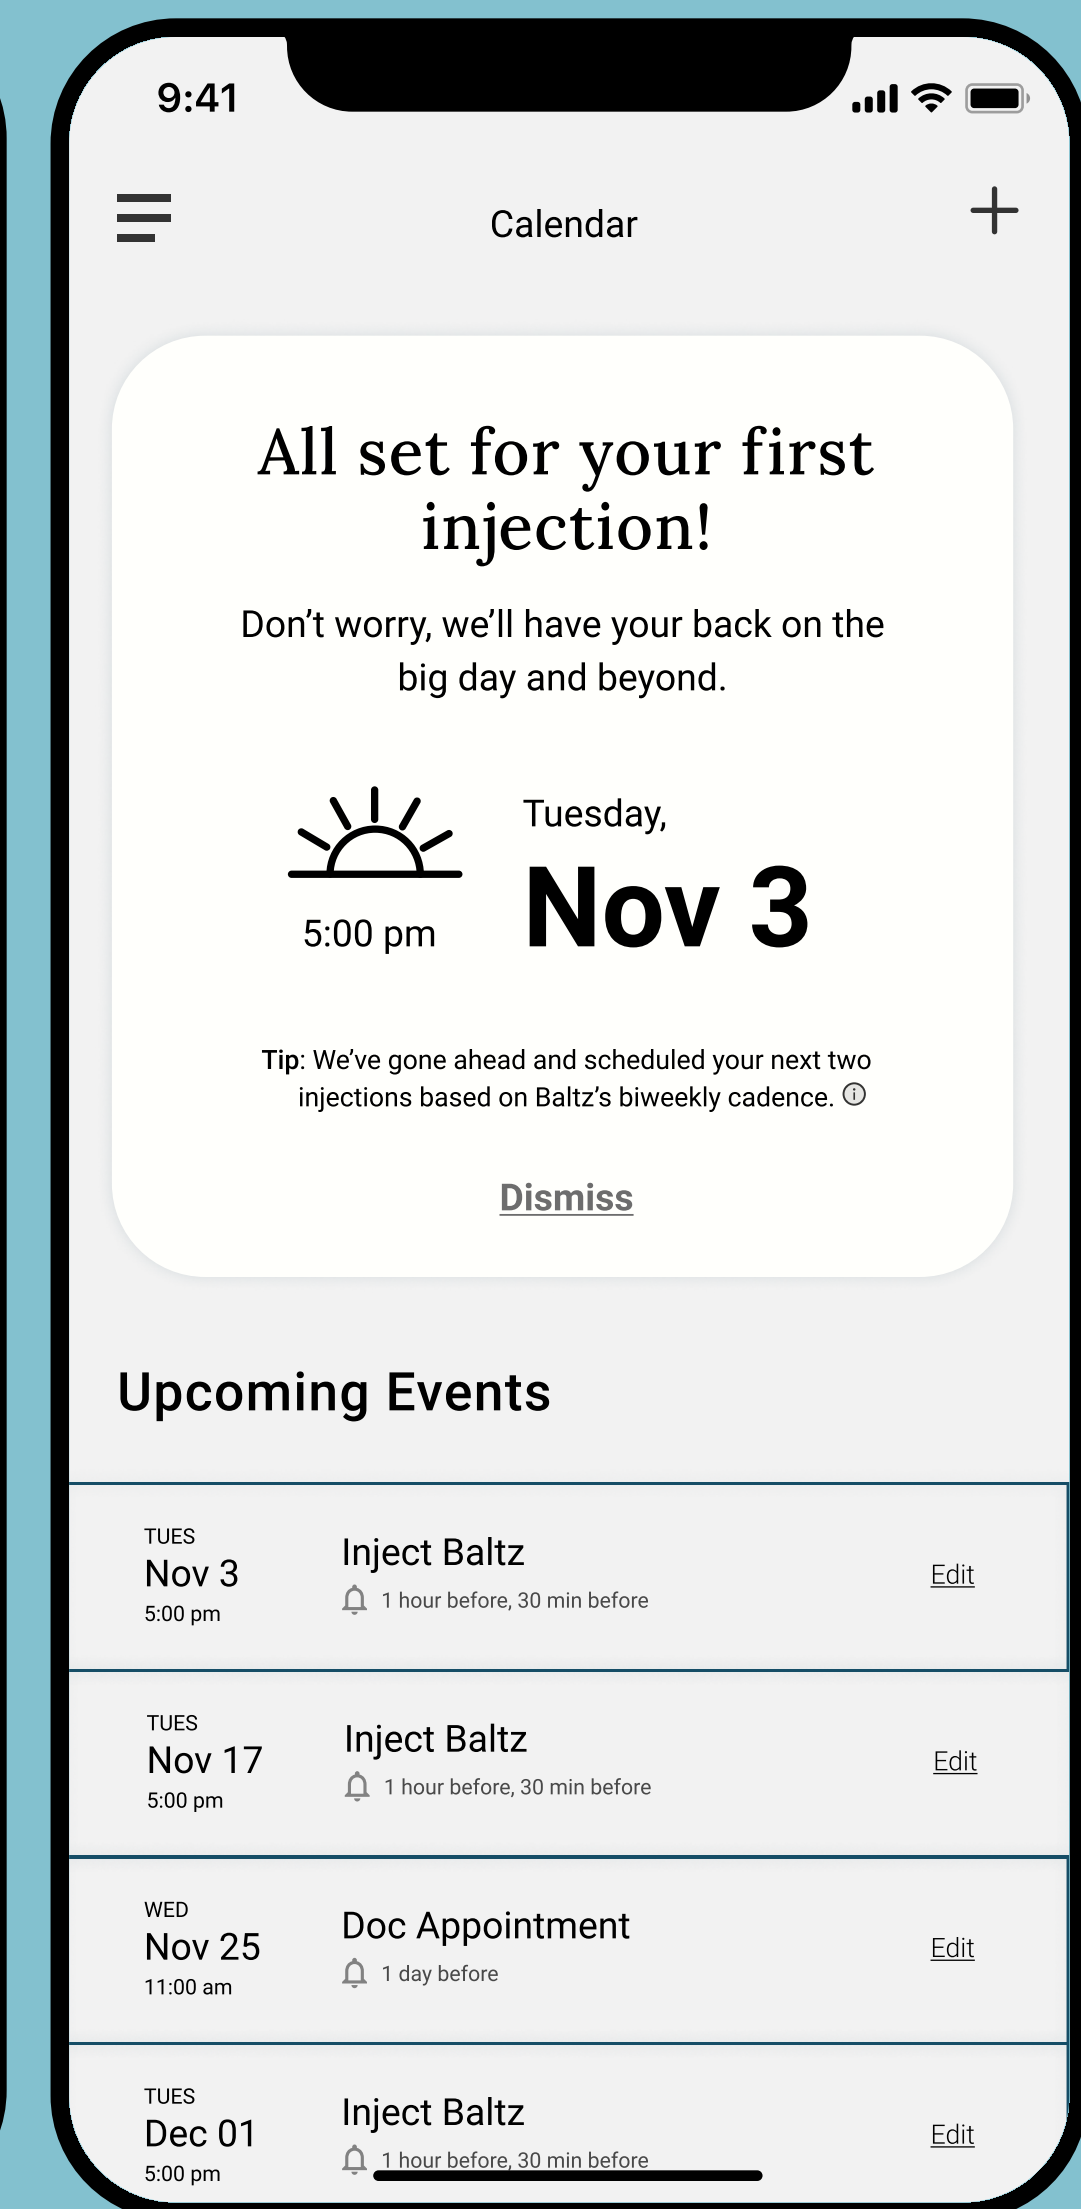 9:41
Calendar
All set for your first
injection!
Don’t worry, we’ll have your back on the
big day and beyond.
Tuesday,
Nov 3
5:00 pm
Tip: We’ve gone ahead and scheduled your next two
injections based on Baltz’s biweekly cadence.
Dismiss
Upcoming Events
TUES
Nov 3
5:00 pm
Inject Baltz
1 hour before, 30 min before
Edit
TUES
Nov 17
5:00 pm
Inject Baltz
1 hour before, 30 min before
Edit
WED
Nov 25
11:00 am
Doc Appointment
1 day before
Edit
TUES
Dec 01
5:00 pm
Inject Baltz
1 hour before, 30 min before
Edit